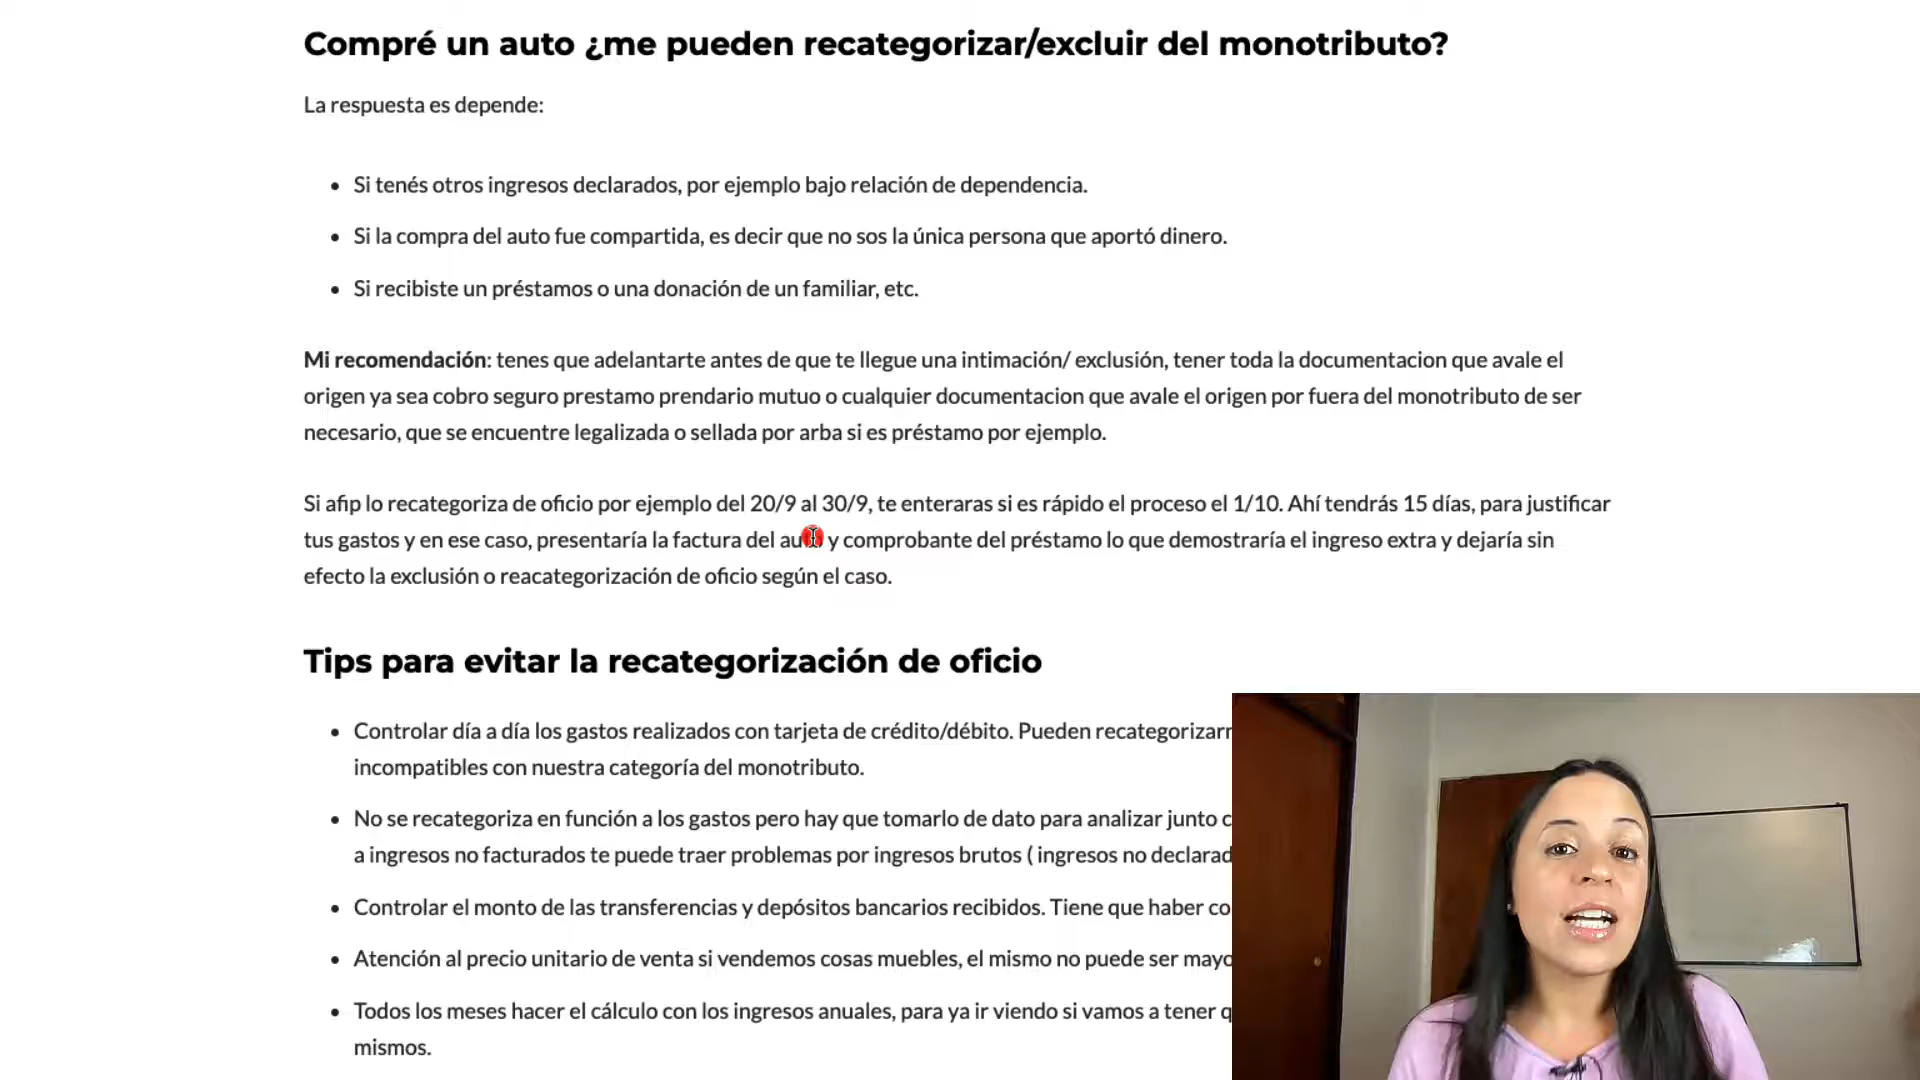 Compré un auto ¿me pueden recategorizar/excluir del monotributo?
La respuesta es depende:
Si tenés otros ingresos declarados, por ejemplo bajo relación de dependencia.
Si la compra del auto fue compartida, es decir que no sos la única persona que aportó dinero.
Si recibiste un préstamos o una donación de un familiar, etc.
Mi recomendación: tenes que adelantarte antes de que te llegue una intimación/ exclusión, tener toda la documentacion que avale el
origen ya sea cobro seguro prestamo prendario mutuo o cualquier documentacion que avale el origen por fuera del monotributo de ser
necesario, que se encuentre legalizada o sellada por arba si es préstamo por ejemplo.
Si afip lo recategoriza de oficio por ejemplo del 20/9 al 30/9, te enteraras si es rápido el proceso el 1/10. Ahí tendrás 15 días, para justificar
tus gastos y en ese caso, presentaría la factura del auto y comprobante del préstamo lo que demostraría el ingreso extra y dejaría sin
efecto la exclusión o reacategorización de oficio según el caso.
Tips para evitar la recategorización de oficio
Controlar día a día los gastos realizados con tarjeta de crédito/débito. Pueden
incompatibles con nuestra categoría del monotributo.
No se recategoriza en función a los gastos pero hay que tomarlo de dato para analizar junto
a ingresos no facturados te puede traer problemas por ingresos brutos ( ingresos no
Controlar el monto de las transferencias y depósitos bancarios recibidos. Tiene que haber
Atención al precio unitario de venta si vendemos cosas muebles, el mismo no puede ser
Todos los meses hacer el cálculo con los ingresos anuales, para ya ir viendo si vamos a tener
mismos.